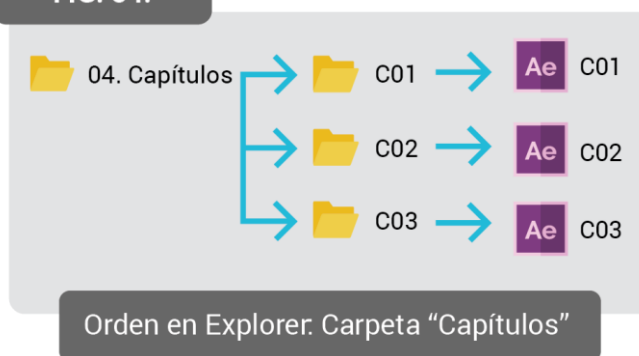 04. Capítulos
C01
Ae
C01
C02
Ae
C02
C03
Ae
C03
Orden en Explorer: Carpeta “Capítulos”